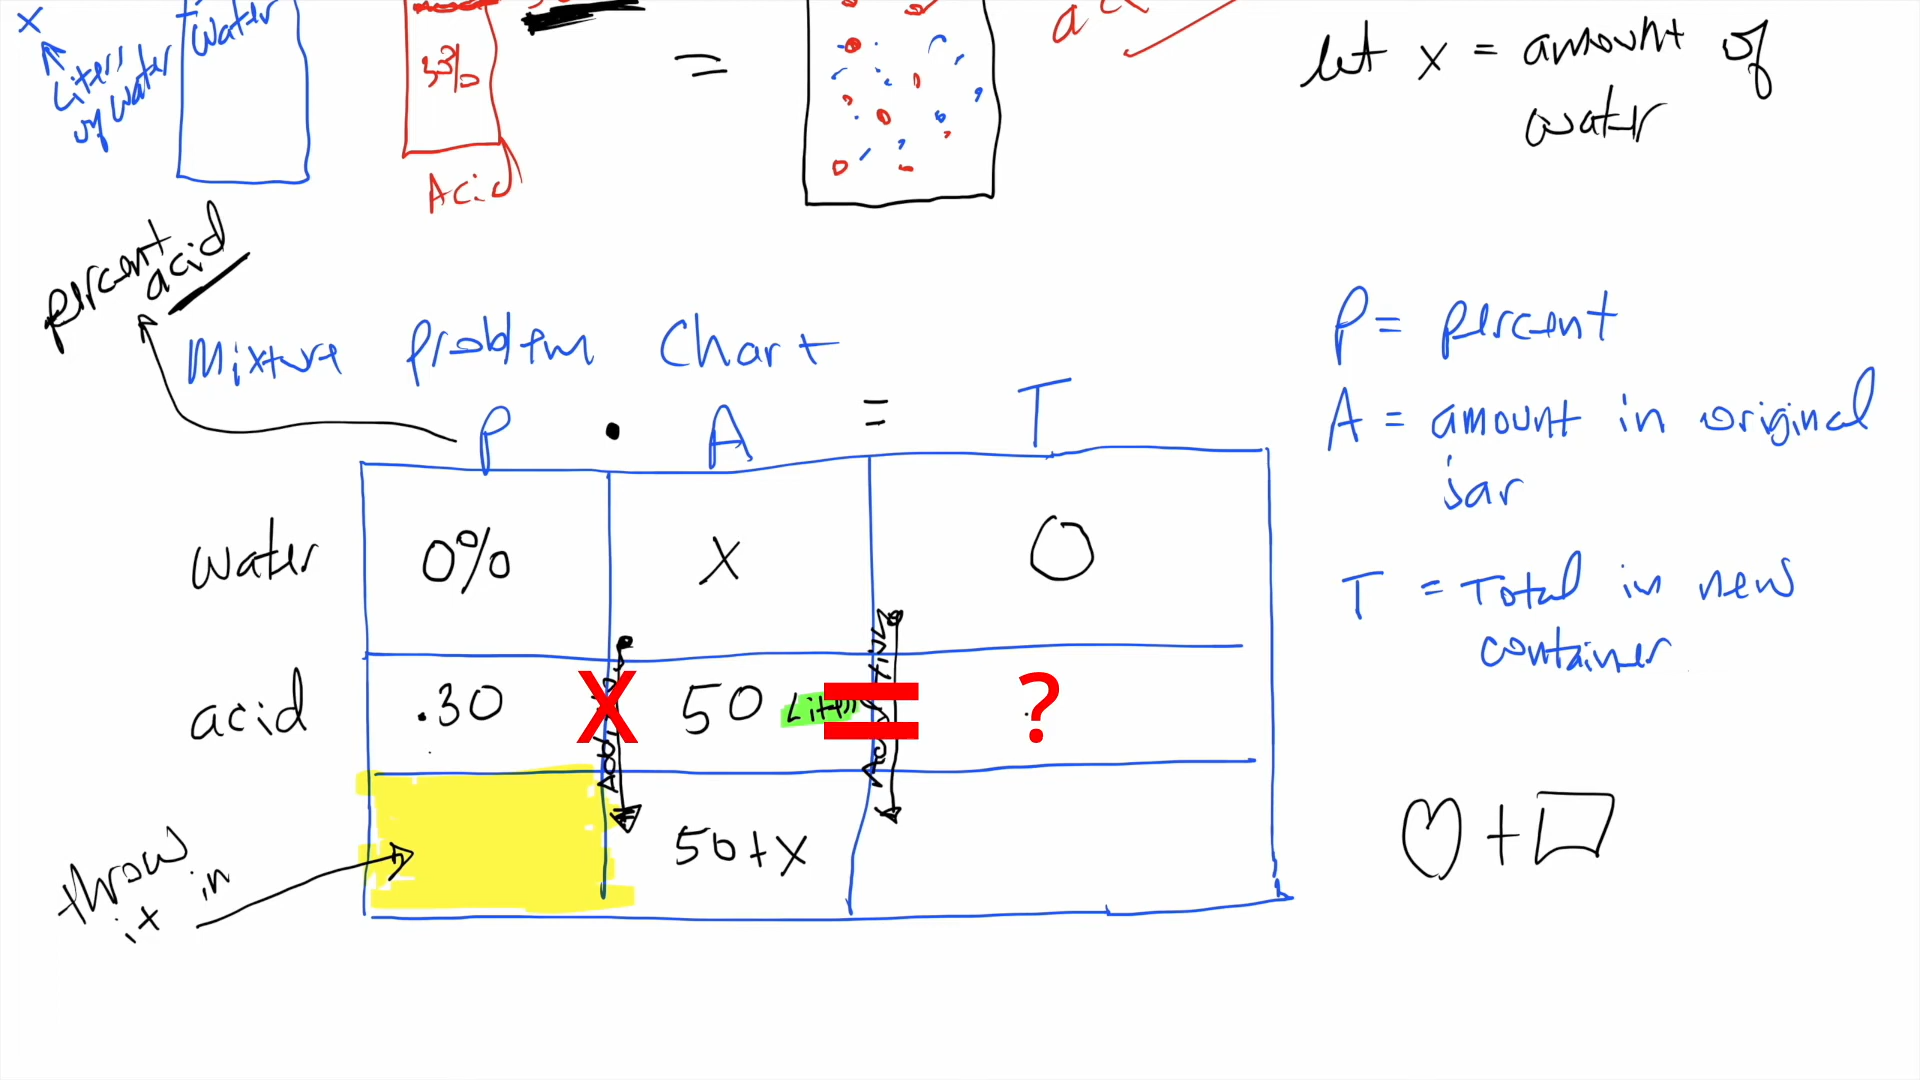 x
Liters
of water
water
33%
Acid
=
let x = amount of
water
percent
acid
Mixture Problem Chart
P • A = T
water 0% x 0
acid .30 X 50 Liters = ?
50+x
throw
it in
P = percent
A = amount in original
jar
T = Total in new
container
+